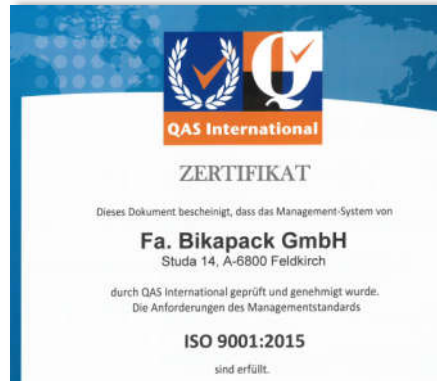 QAS International
ZERTIFIKAT
Dieses Dokument bescheinigt, dass das Management-System von
Fa. Bikapack GmbH
Studa 14, A-6800 Feldkirch
durch QAS International geprüft und genehmigt wurde.
Die Anforderungen des Managementstandards
ISO 9001:2015
sind erfüllt.